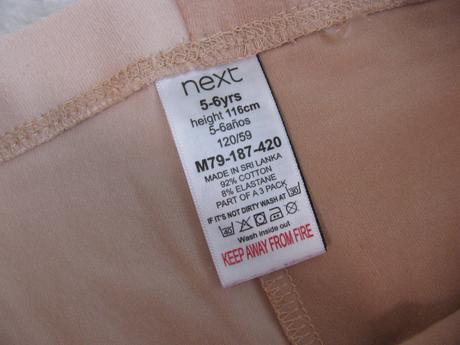 next
5-6yrs
height 116cm
5-6años
120/59
M79-187-420
MADE IN SRI LANKA
92% COTTON
8% ELASTANE
PART OF A 3 PACK
IF IT'S NOT DIRTY WASH AT 30
40
Wash inside out
KEEP AWAY FROM FIRE